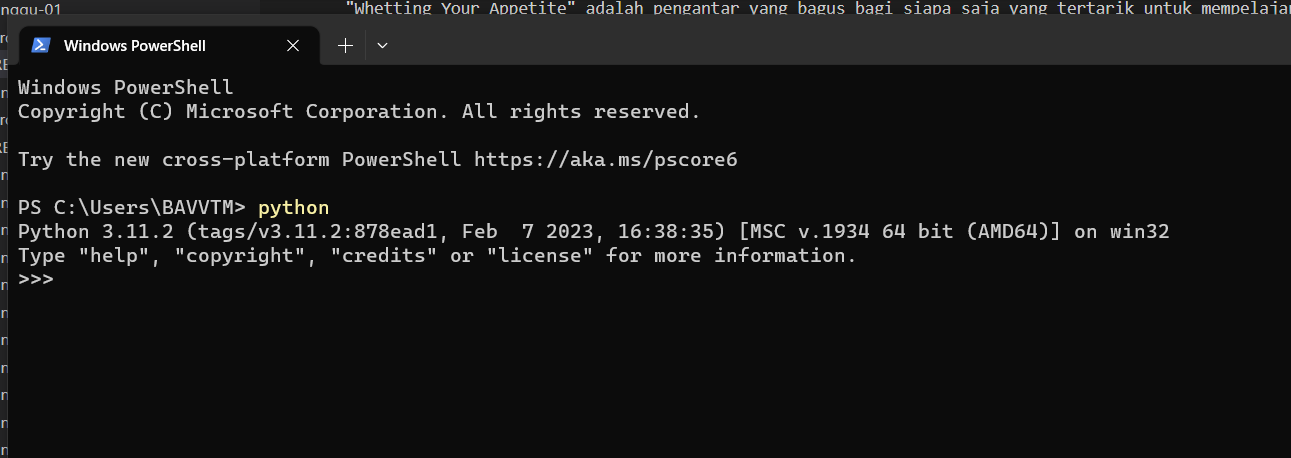 "Whetting Your Appetite" adalah pengantar yang bagus bagi siapa saja yang tertarik untuk
Windows PowerShell
Windows PowerShell
Copyright (C) Microsoft Corporation. All rights reserved.
Try the new cross-platform PowerShell https://aka.ms/pscore6
PS C:\Users\BAVVTM> python
Python 3.11.2 (tags/v3.11.2:878ead1, Feb  7 2023, 16:38:35) [MSC v.1934 64 bit (AMD64)] on win32
Type "help", "copyright", "credits" or "license" for more information.
>>>